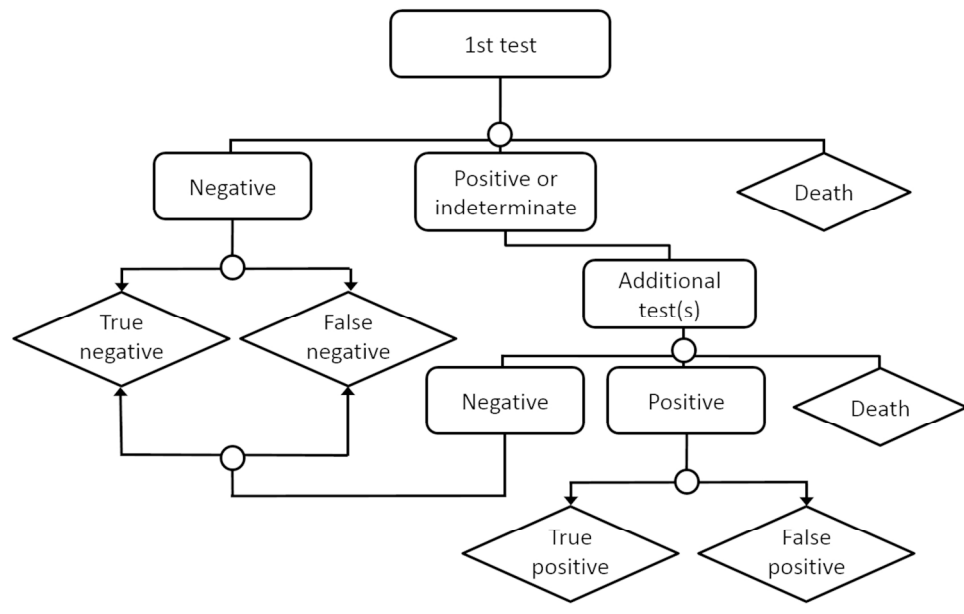 1st test
Negative
Positive or
indeterminate
Death
Additional
test(s)
True
negative
False
negative
Negative
Positive
Death
True
positive
False
positive